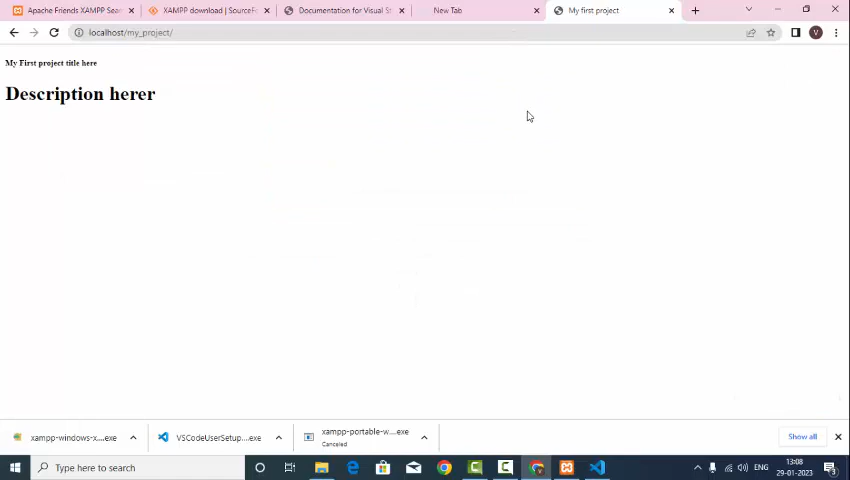 Apache Friends XAMPP Sear
XAMPP download | SourceFo
Documentation for Visual St
New Tab
My first project
localhost/my_project/
V
My First project title here
Description herer
xampp-windows-x....exe
VSCodeUserSetup....exe
xampp-portable-w....exe
Canceled
Show all
Type here to search
ENG
13:08
29-01-2023
3